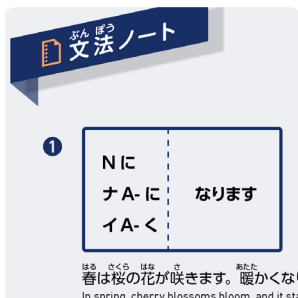 ぶん ぽう
文法ノート
1
Nに
ナA-に
なります
イA-く
はる さくら はな さ あたた
春は桜の花が咲きます。暖かくな
In spring, cherry blossoms bloom, and it